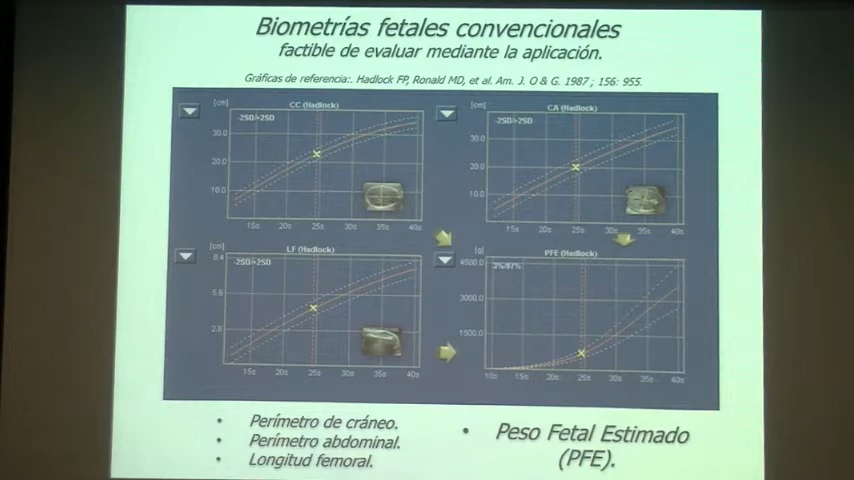 Biometrías fetales convencionales
factible de evaluar mediante la aplicación.
Gráficas de referencia:. Hadlock FP, Ronald MD, et al. Am. J. O & G. 1987 ; 156: 955.
[cm] CC (Hadlock)
-2SD/+2SD
30.0
20.0
10.0
15s 20s 25s 30s 35s 40s
[cm] CA (Hadlock)
-2SD/+2SD
30.0
20.0
10.0
15s 20s 25s 30s 35s 40s
[cm] LF (Hadlock)
8.4 -2SD/+2SD
5.6
2.8
15s 20s 25s 30s 35s 40s
[g] PFE (Hadlock)
4500.0 3%/97%
3000.0
1500.0
10s 15s 20s 25s 30s 35s 40s
• Perímetro de cráneo.
• Perímetro abdominal.
• Longitud femoral.
• Peso Fetal Estimado
(PFE).